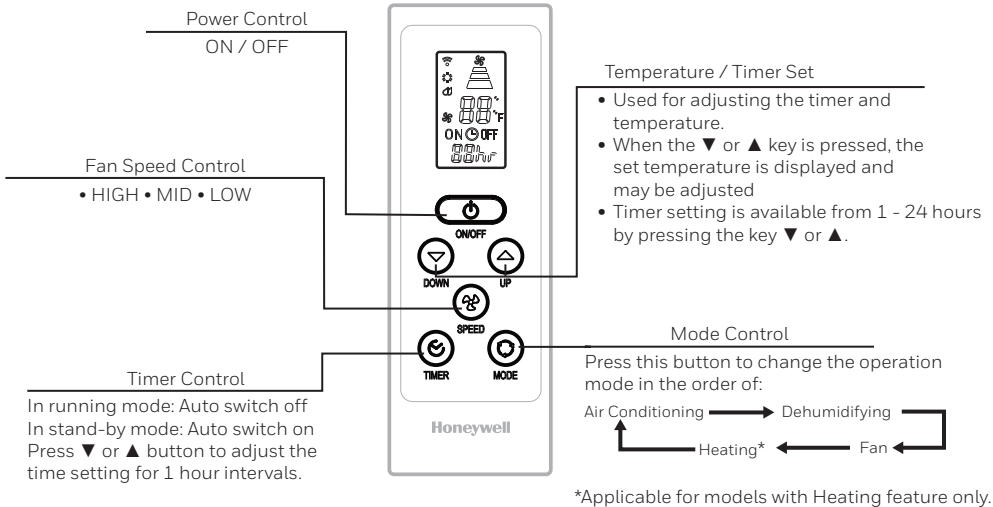 Power Control
ON / OFF
Fan Speed Control
• HIGH • MID • LOW
Timer Control
In running mode: Auto switch off
In stand-by mode: Auto switch on
Press ▼ or ▲ button to adjust the
time setting for 1 hour intervals.
88
°F
ON OFF
88hr
ON/OFF
DOWN
UP
SPEED
TIMER
MODE
Honeywell
Temperature / Timer Set
• Used for adjusting the timer and
temperature.
• When the ▼ or ▲ key is pressed, the
set temperature is displayed and
may be adjusted
• Timer setting is available from 1 - 24 hours
by pressing the key ▼ or ▲.
Mode Control
Press this button to change the operation
mode in the order of:
Air Conditioning Dehumidifying
Heating* Fan
*Applicable for models with Heating feature only.